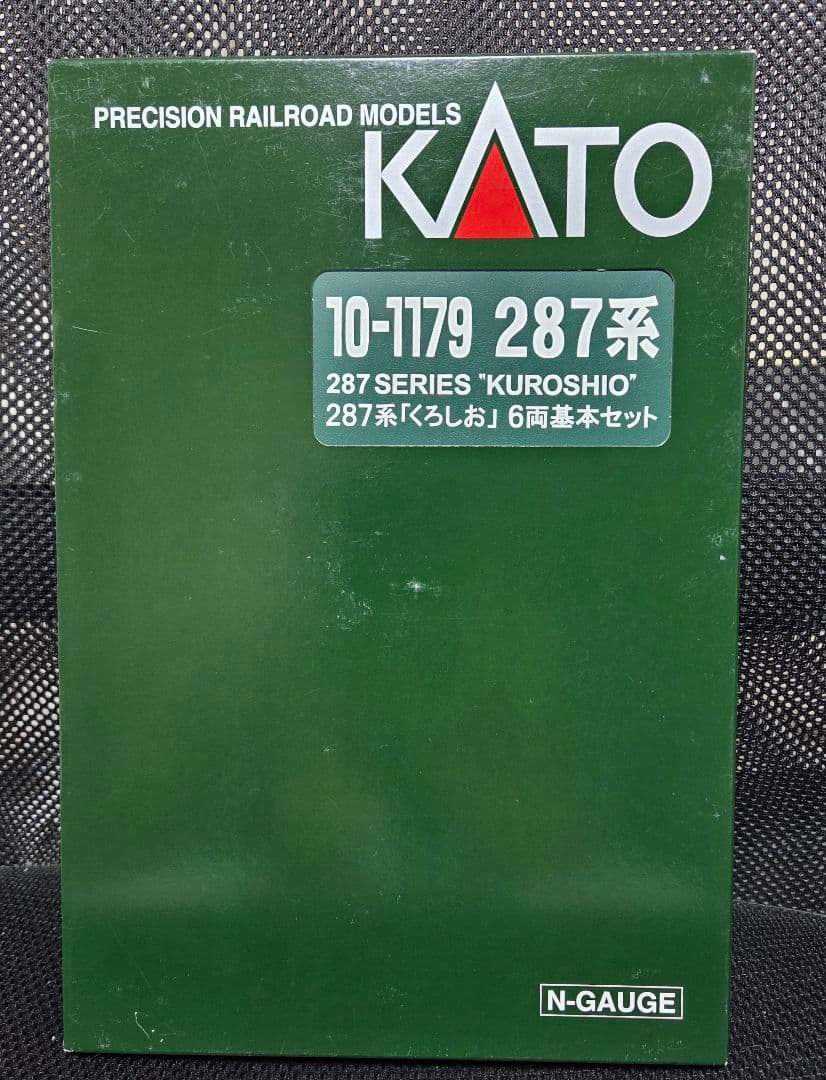 PRECISION RAILROAD MODELS
KATO
10-1179 287系
287 SERIES "KUROSHIO"
287系「くろしお」 6両基本セット
N-GAUGE